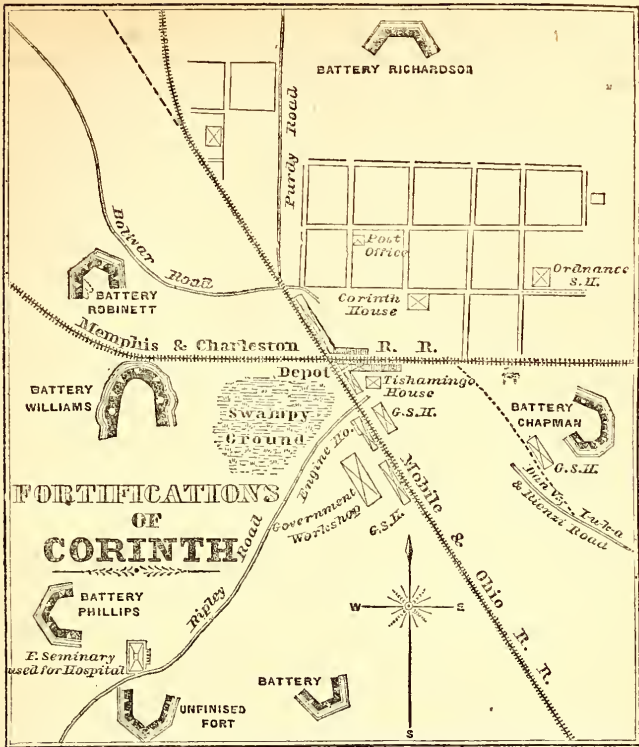 BATTERY RICHARDSON
Purdy Road
Bolivar Road
Post
Office
Ordnance
S.H.
BATTERY
ROBINETT
Corinth
House
Memphis & Charleston R. R.
Depot
Tishamingo
House
BATTERY
WILLIAMS
Swampy
Ground
G.S.H.
BATTERY
CHAPMAN
Engine Ho.
G.S.H.
FORTIFICATIONS
OF
CORINTH
Government
Workshop
G.S.H.
Mobile & Ohio R. R.
& Rienzi Road
Ripley Road
BATTERY
PHILLIPS
W
E
S
F. Seminary
used for Hospital
BATTERY
UNFINISED
FORT